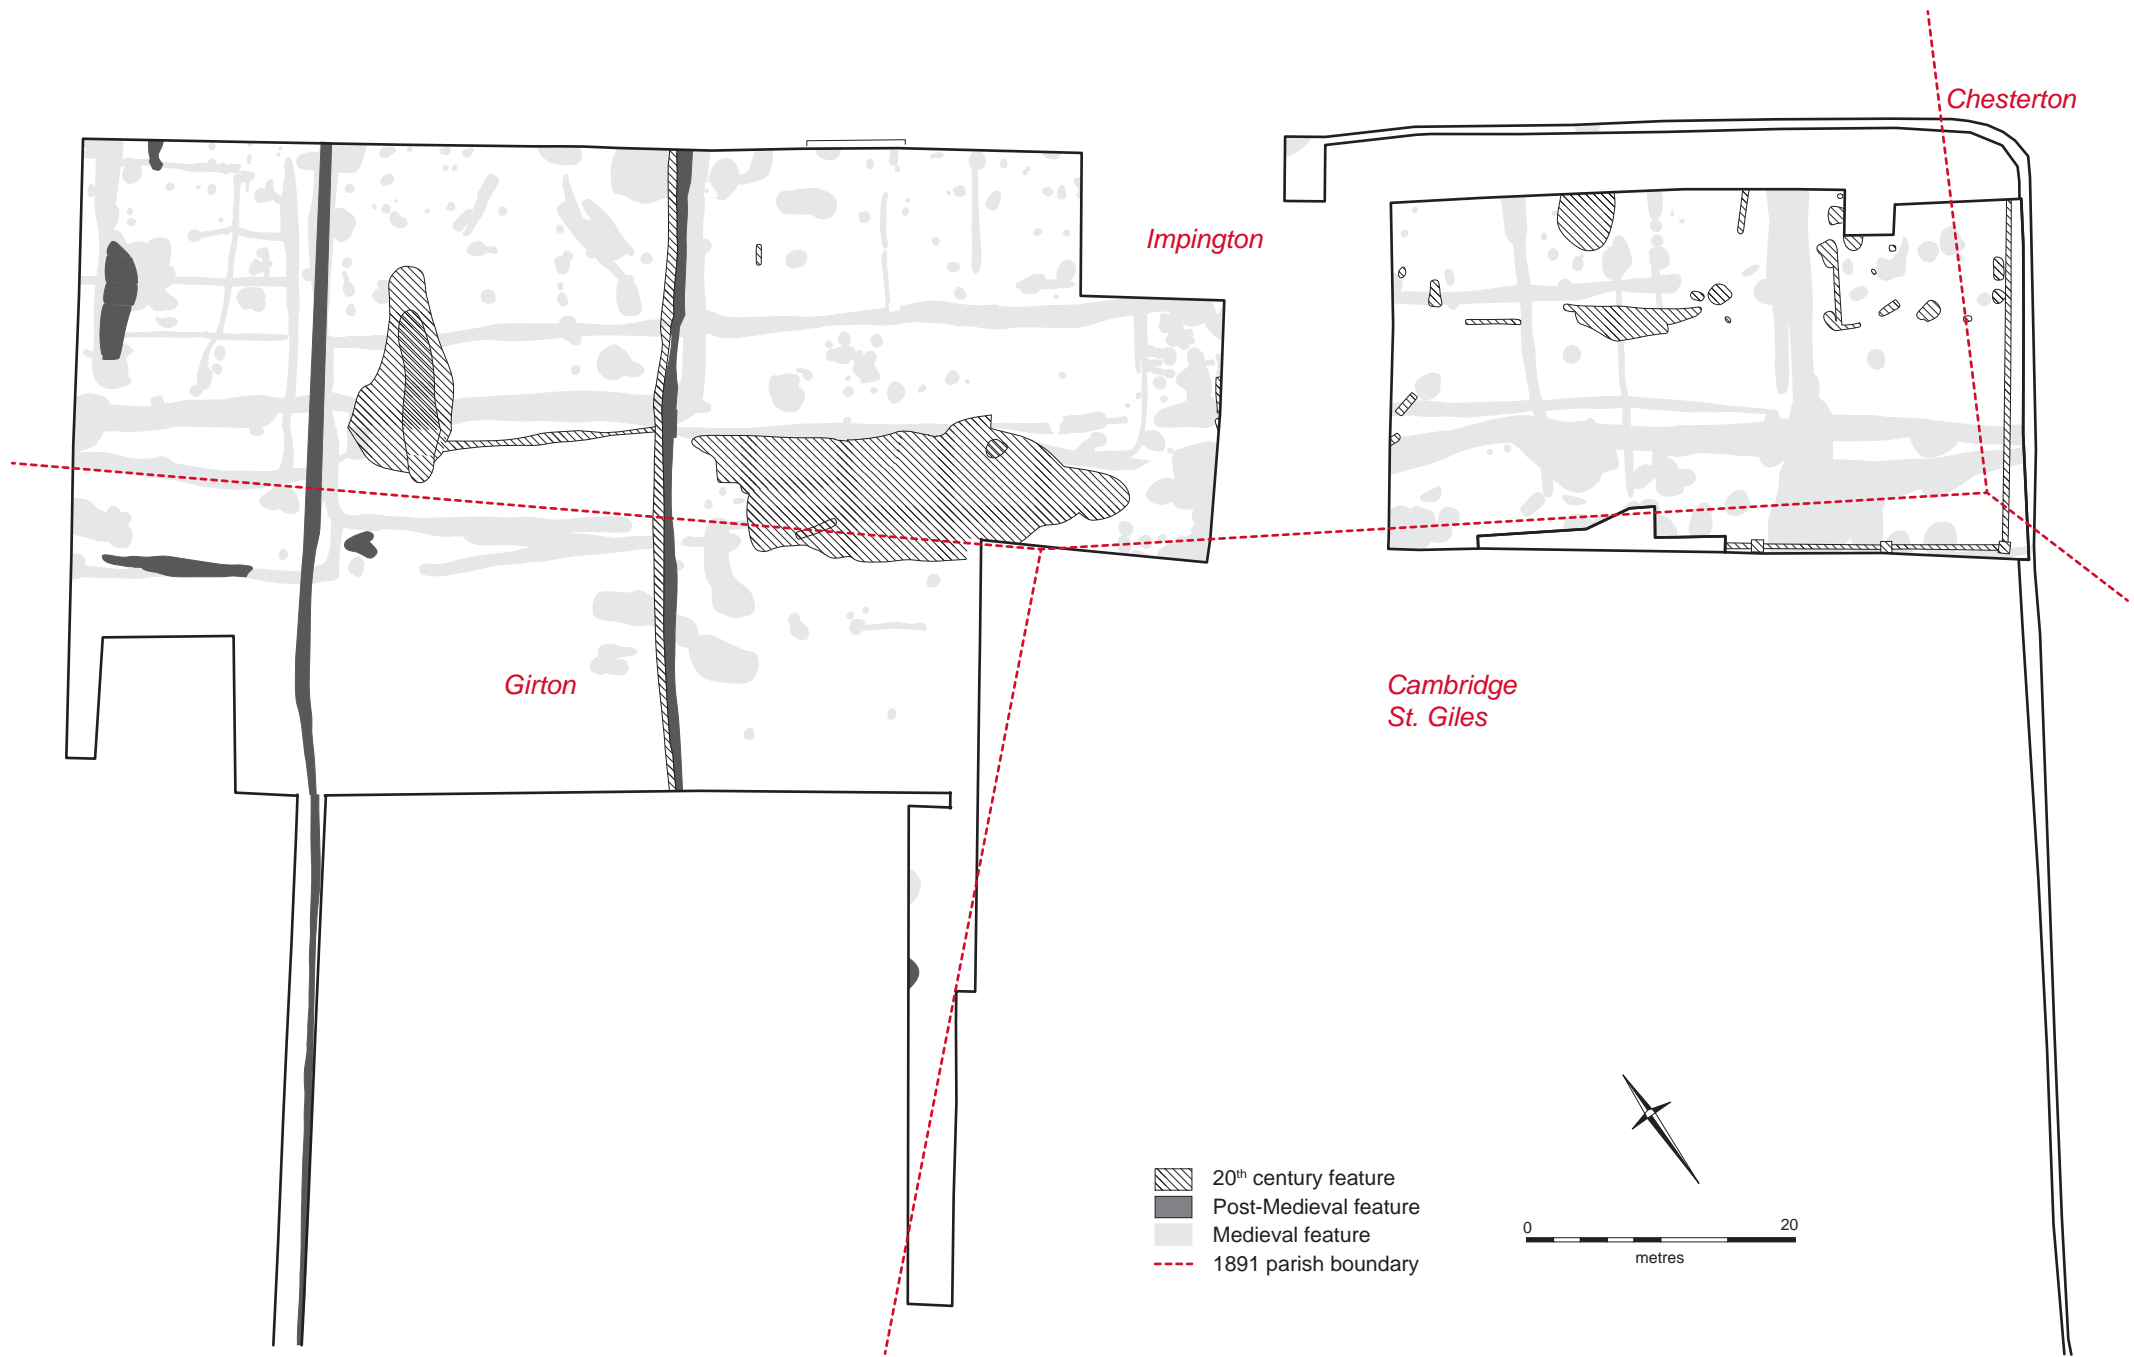 Chesterton
Impington
Girton
Cambridge
St. Giles
20th century feature
Post-Medieval feature
Medieval feature
1891 parish boundary
0 20
metres